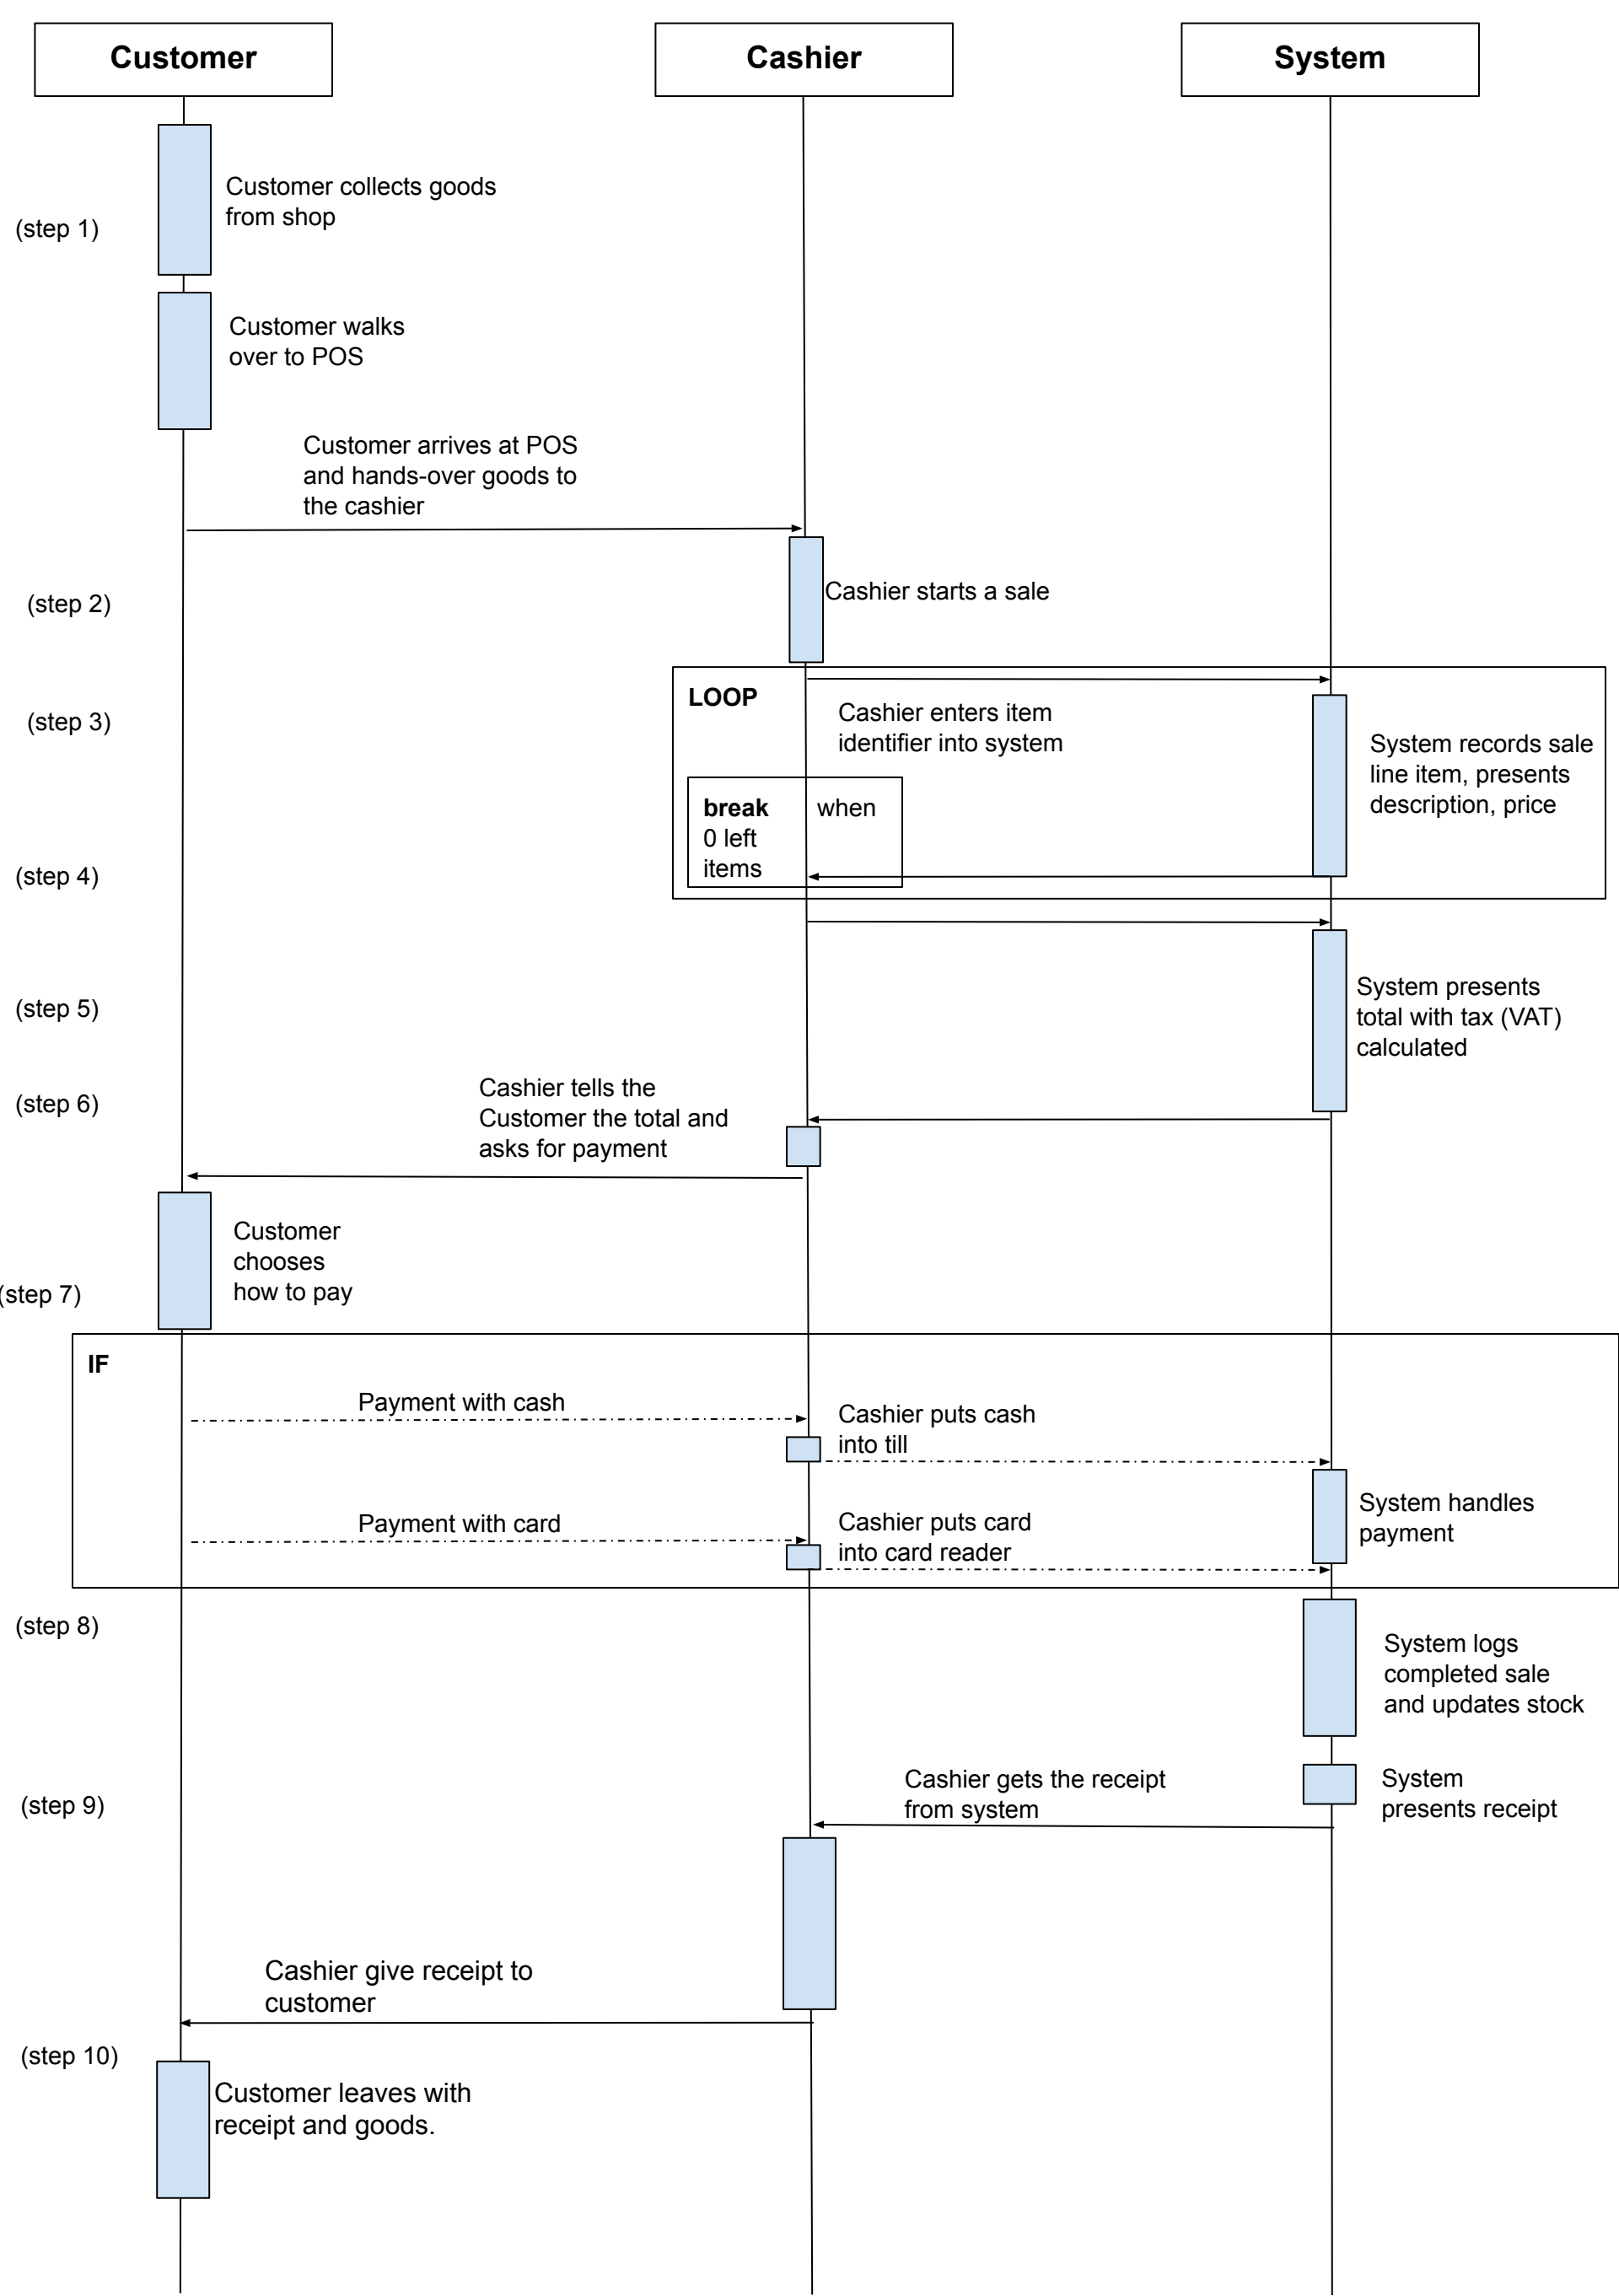 Customer
Cashier
System
Customer collects goods
from shop
(step 1)
Customer walks
over to POS
Customer arrives at POS
and hands-over goods to
the cashier
(step 2)
Cashier starts a sale
LOOP
(step 3)
Cashier enters item
identifier into system
System records sale
line item, presents
description, price
break when
0 left
items
(step 4)
(step 5)
System presents
total with tax (VAT)
calculated
(step 6)
Cashier tells the
Customer the total and
asks for payment
Customer
chooses
how to pay
(step 7)
IF
Payment with cash
Cashier puts cash
into till
Payment with card
Cashier puts card
into card reader
System handles
payment
(step 8)
System logs
completed sale
and updates stock
Cashier gets the receipt
from system
System
presents receipt
(step 9)
Cashier give receipt to
customer
(step 10)
Customer leaves with
receipt and goods.